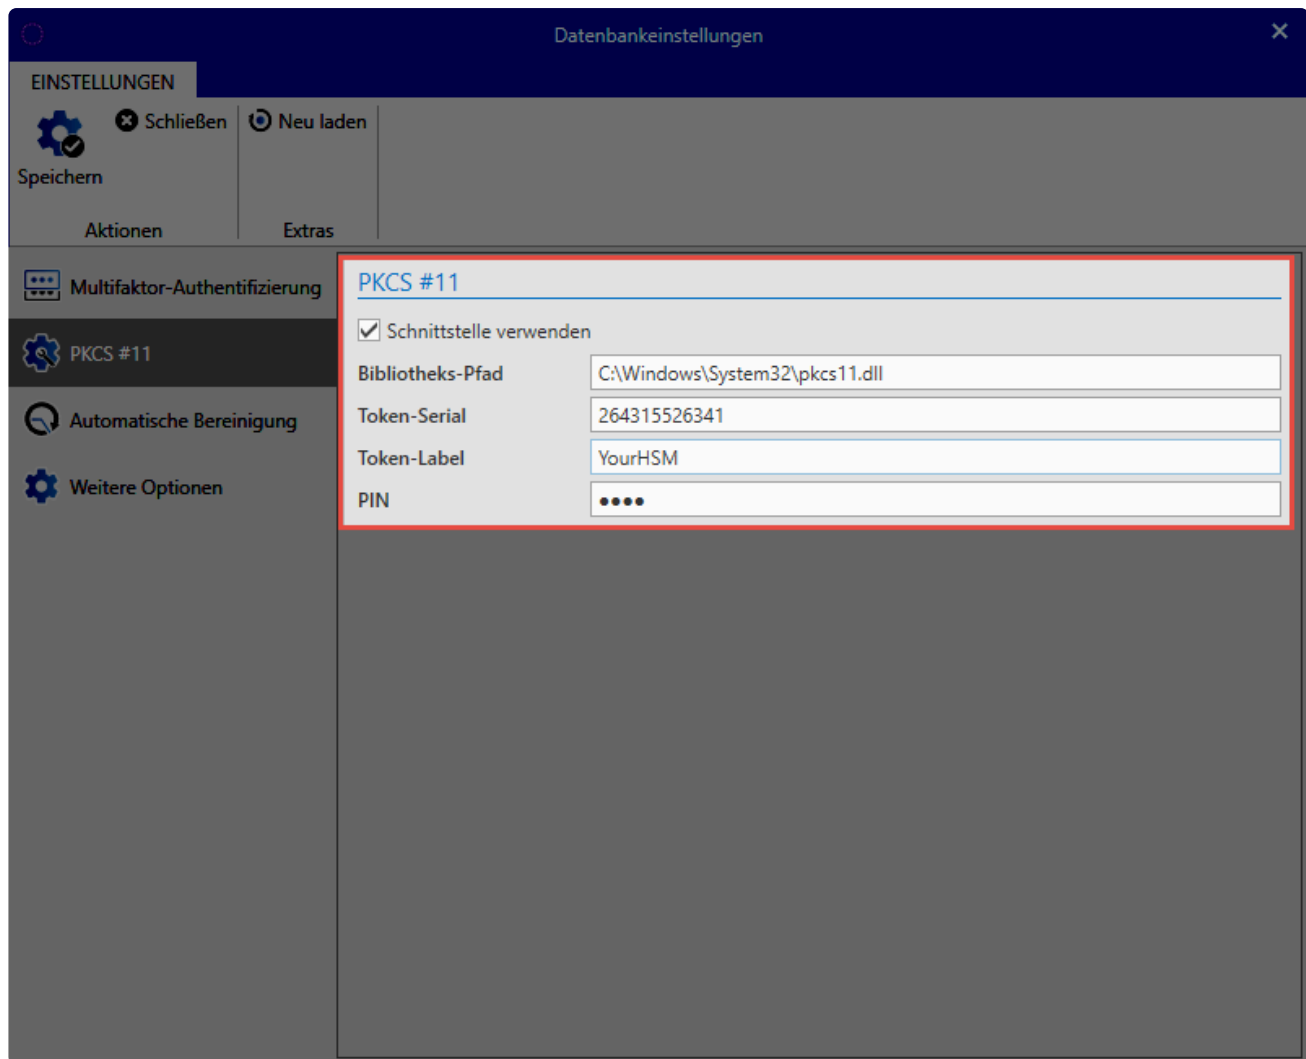 Datenbankeinstellungen
EINSTELLUNGEN
Schließen
Neu laden
Speichern
Aktionen
Extras
Multifaktor-Authentifizierung
PKCS #11
Automatische Bereinigung
Weitere Optionen
PKCS #11
Schnittstelle verwenden
Bibliotheks-Pfad C:\Windows\System32\pkcs11.dll
Token-Serial 264315526341
Token-Label YourHSM
PIN ••••